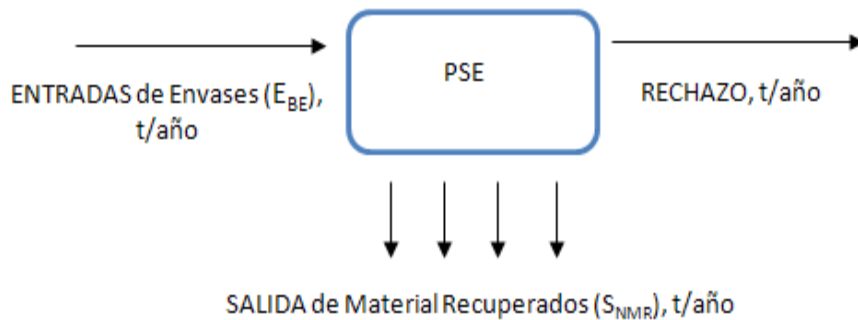 PSE
ENTRADAS de Envases (E_BE),
t/año
RECHAZO, t/año
SALIDA de Material Recuperados (S_NMR), t/año